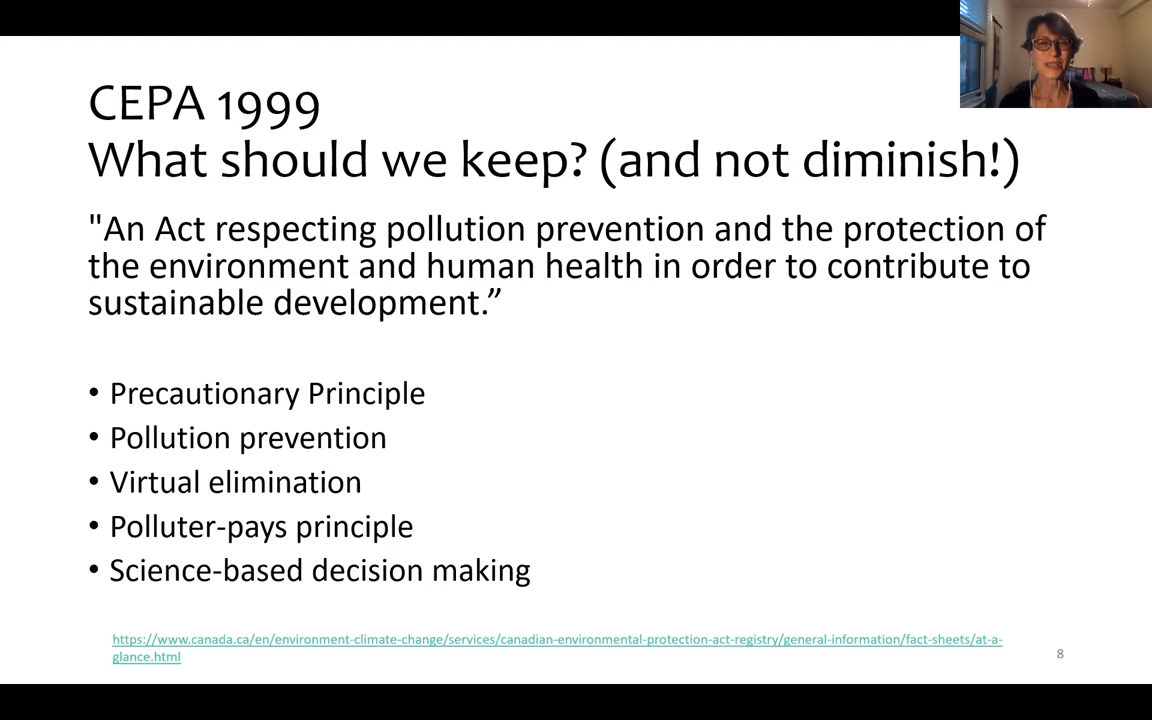 CEPA 1999
What should we keep? (and not diminish!)
"An Act respecting pollution prevention and the protection of
the environment and human health in order to contribute to
sustainable development.”
• Precautionary Principle
• Pollution prevention
• Virtual elimination
• Polluter-pays principle
• Science-based decision making
https://www.canada.ca/en/environment-climate-change/services/canadian-environmental-protection-act-registry/general-information/fact-sheets/at-a-
glance.html
8